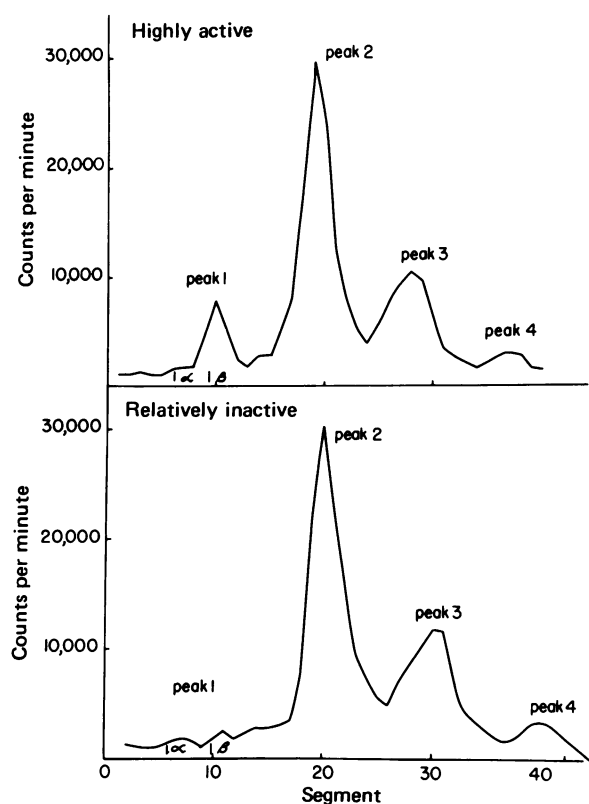 Highly active
peak 2
30,000
20,000
10,000
Counts per minute
peak 1
peak 3
peak 4
1α 1β
Relatively inactive
peak 2
30,000
20,000
10,000
Counts per minute
peak 1
peak 3
peak 4
1α 1β
0 10 20 30 40
Segment